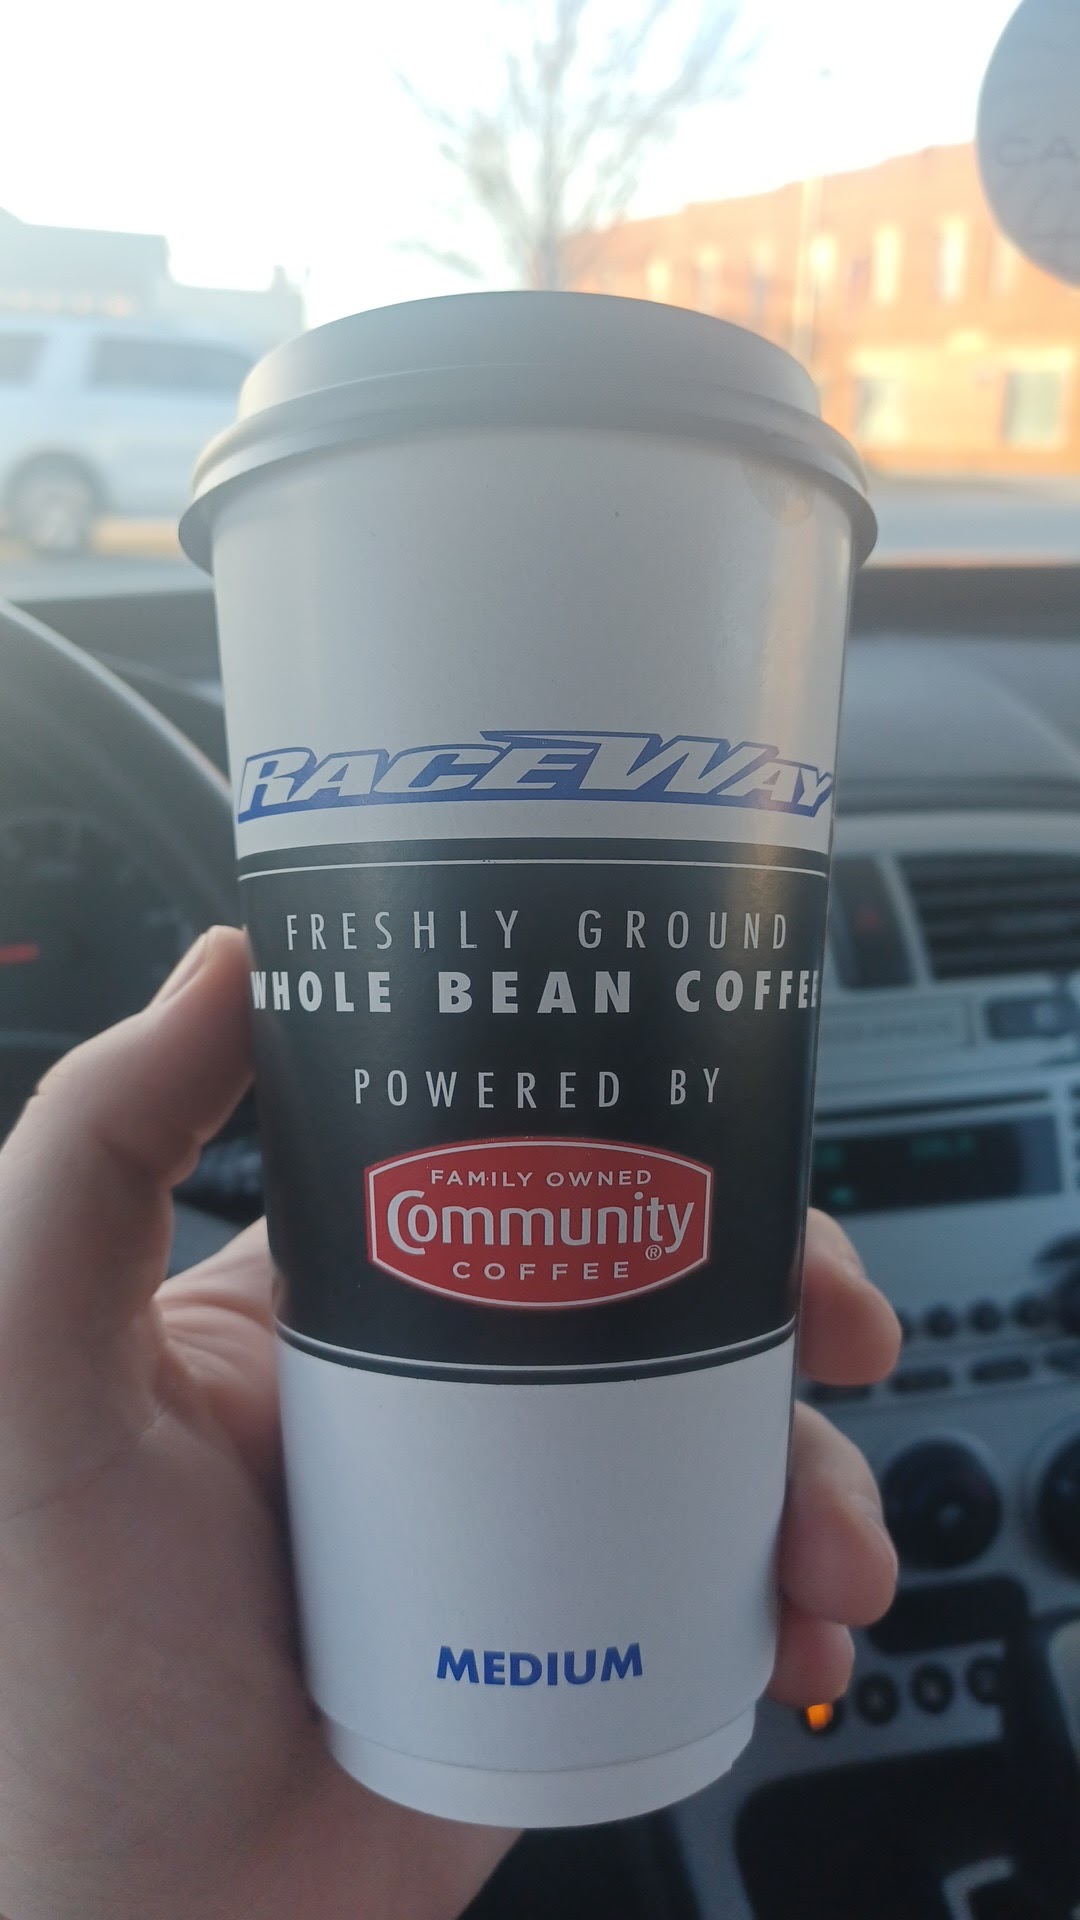 RACEWAY
FRESHLY GROUND
WHOLE BEAN COFFEE
POWERED BY
FAMILY OWNED
Community®
COFFEE
MEDIUM